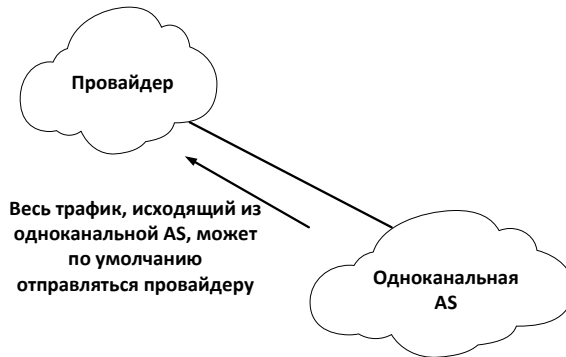 Провайдер
Весь трафик, исходящий из
одноканальной AS, может
по умолчанию
отправляться провайдеру
Одноканальная
AS